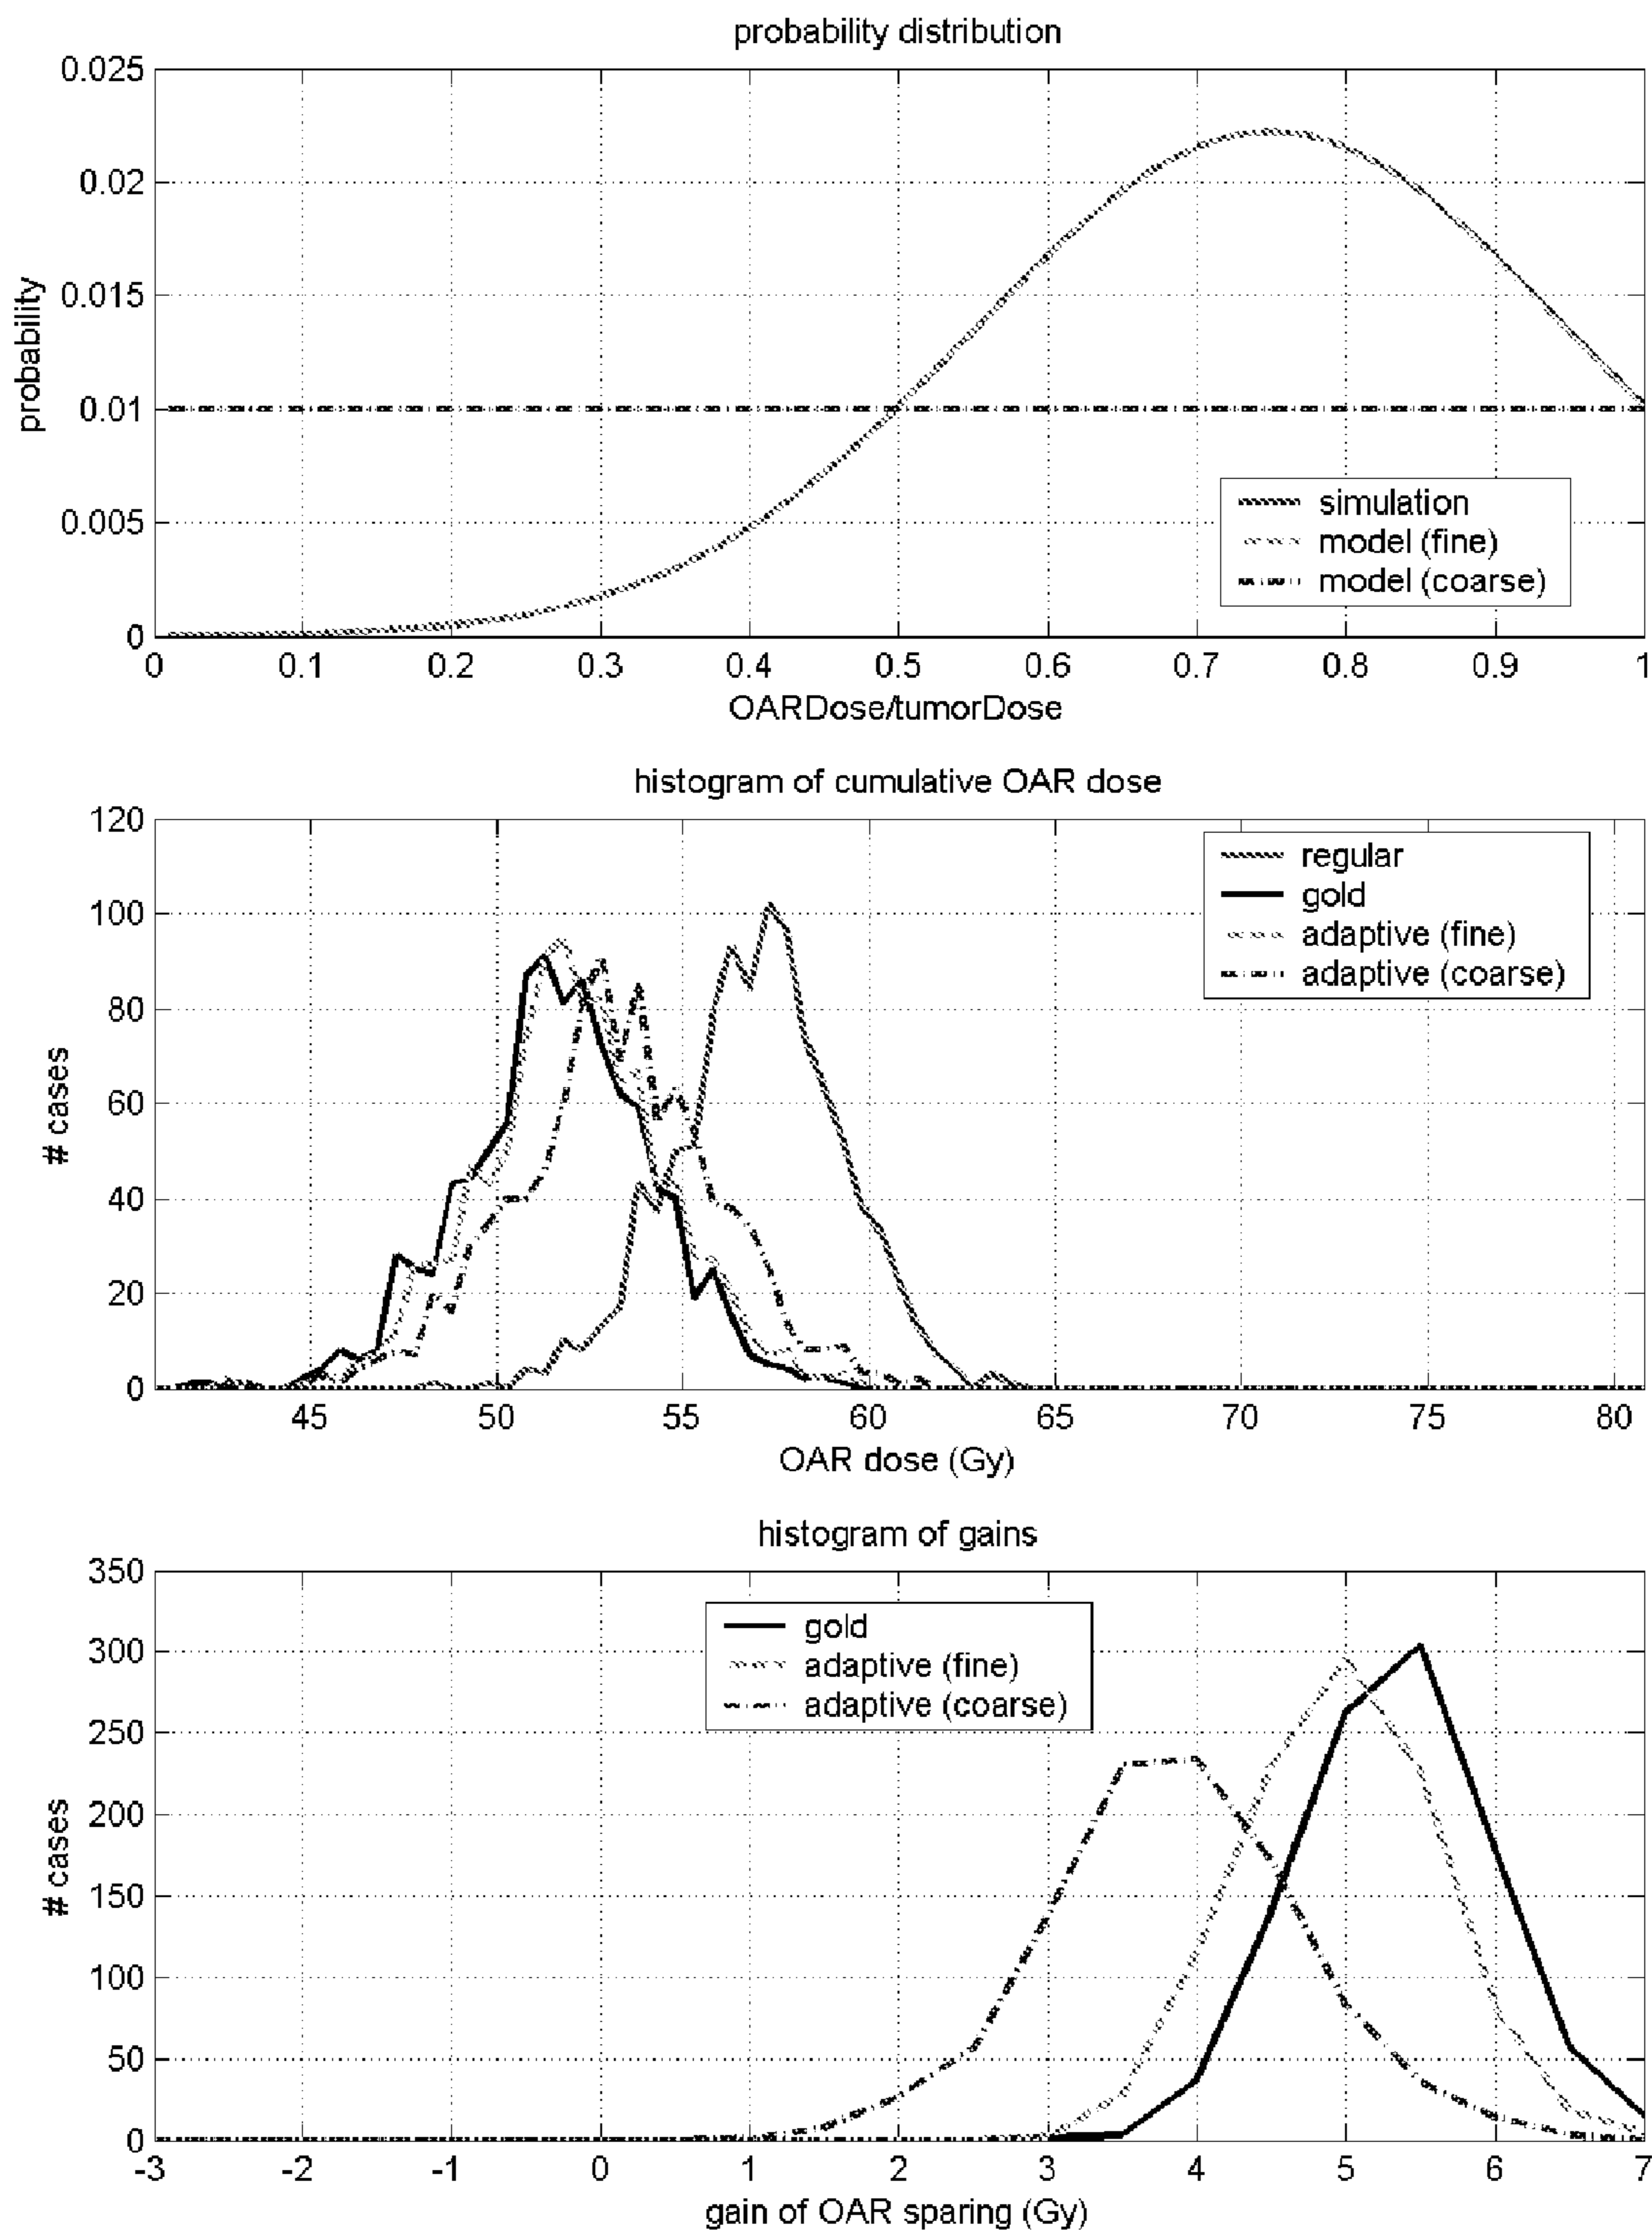 probability distribution
0.025
0.02
0.015
0.01
0.005
0
probability
simulation
model (fine)
model (coarse)
0 0.1 0.2 0.3 0.4 0.5 0.6 0.7 0.8 0.9 1
OARDose/tumorDose
histogram of cumulative OAR dose
120
100
80
60
40
20
0
# cases
regular
gold
adaptive (fine)
adaptive (coarse)
45 50 55 60 65 70 75 80
OAR dose (Gy)
histogram of gains
350
300
250
200
150
100
50
0
# cases
gold
adaptive (fine)
adaptive (coarse)
-3 -2 -1 0 1 2 3 4 5 6 7
gain of OAR sparing (Gy)